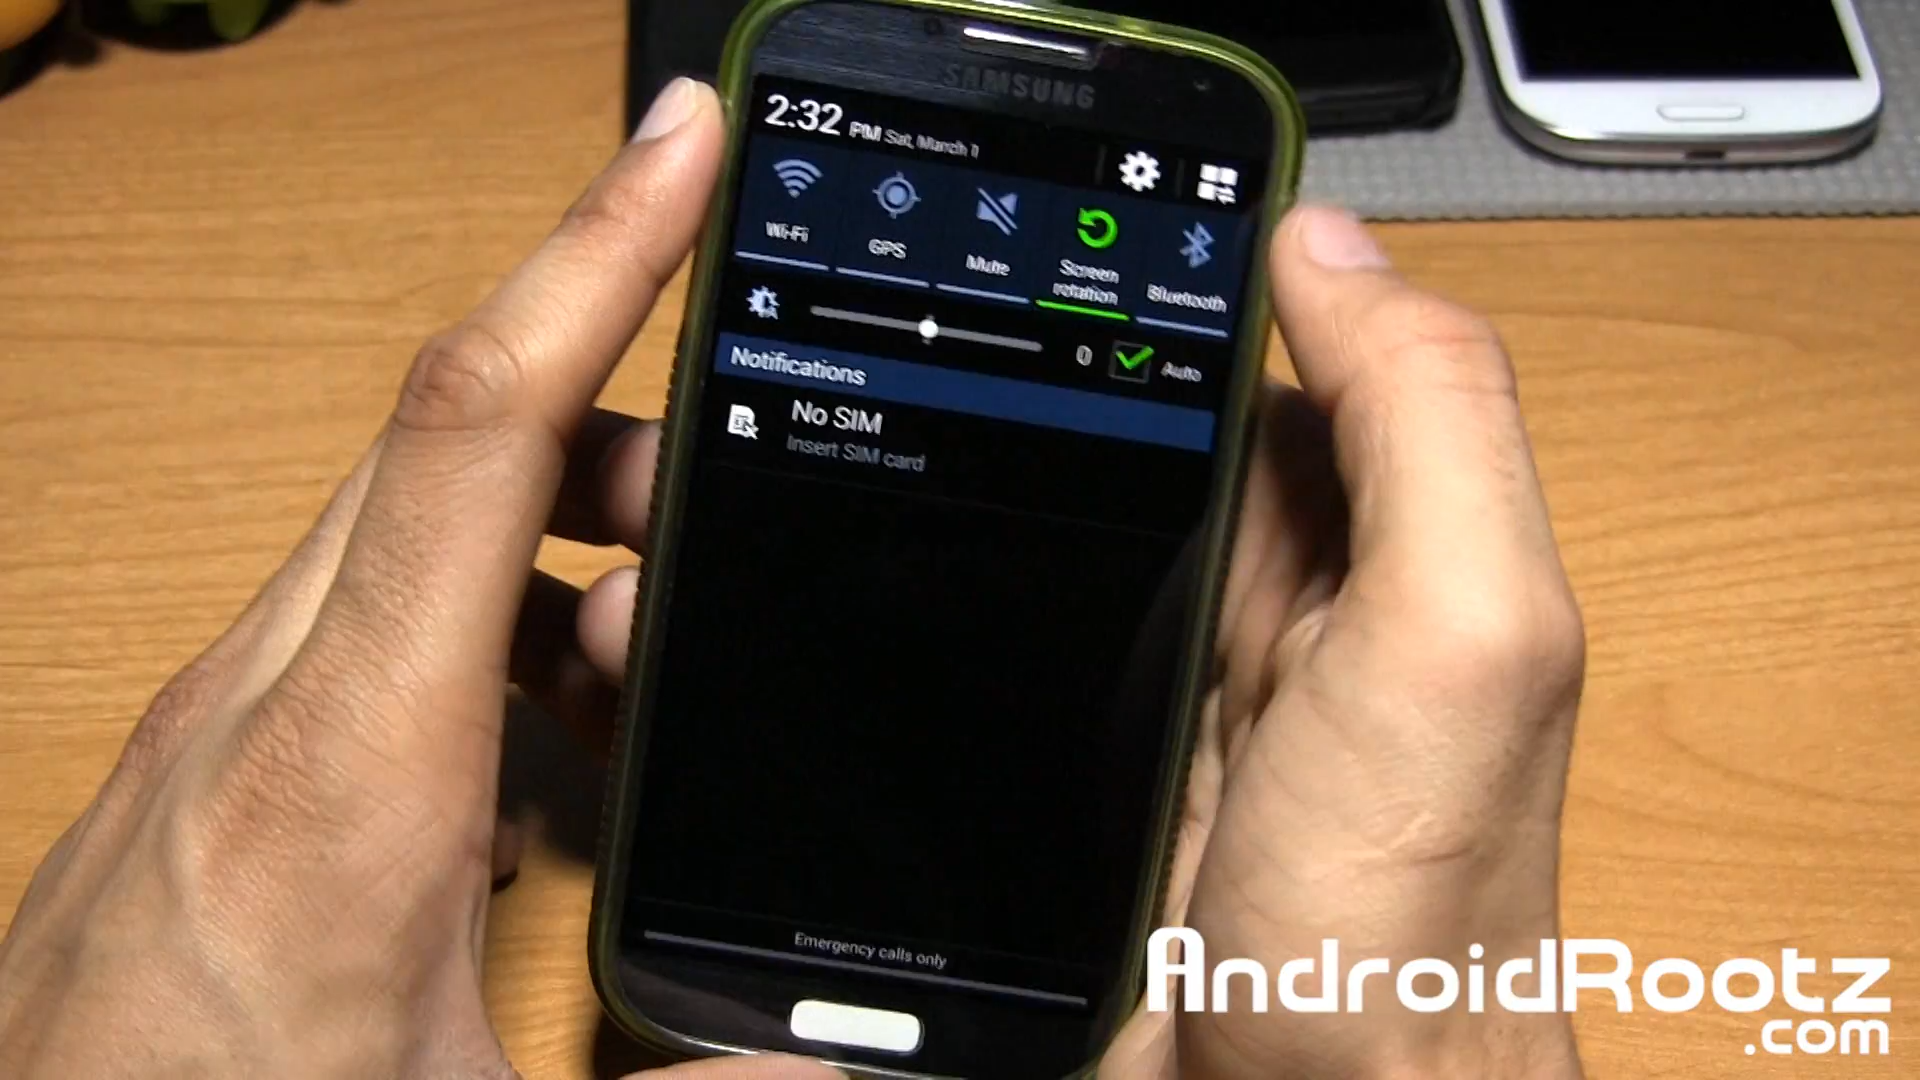 SAMSUNG
2:32 PM Sat, March 1
Wi-Fi
GPS
Mute
Screen rotation
Bluetooth
0
Auto
Notifications
No SIM
Insert SIM card
Emergency calls only
AndroidRootz
.com